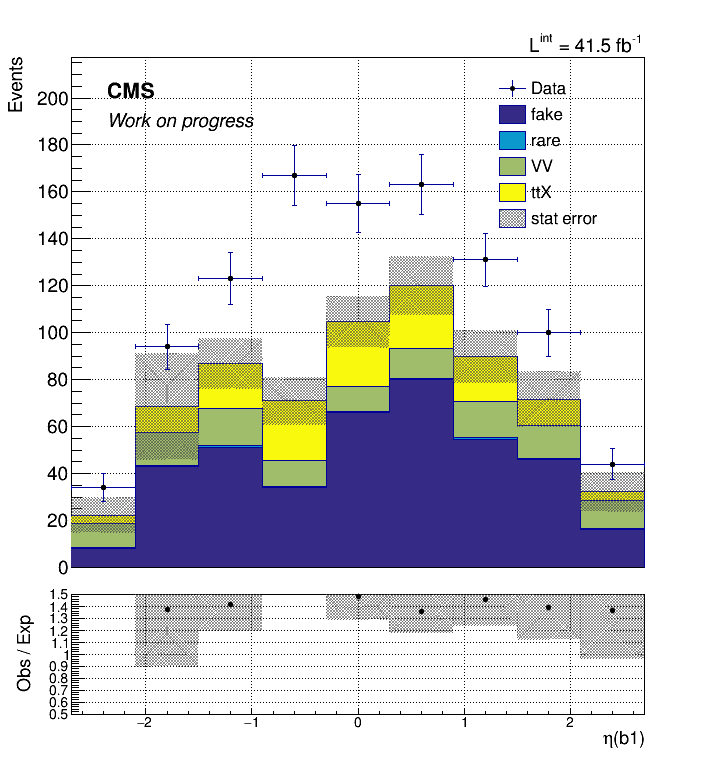 L^int = 41.5 fb^-1
Events
CMS
Work on progress
Data
fake
rare
VV
ttX
stat error
200
180
160
140
120
100
80
60
40
20
0
Obs / Exp
1.5
1.4
1.3
1.2
1.1
1
0.9
0.8
0.7
0.6
0.5
−2 −1 0 1 2
η(b1)